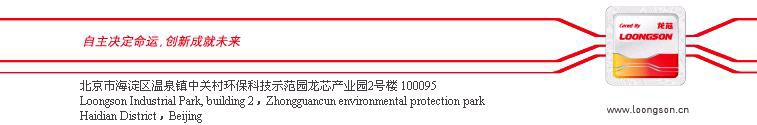 Cored By 龙芯
LOONGSON
自主决定命运,创新成就未来
北京市海淀区温泉镇中关村环保科技示范园龙芯产业园2号楼 100095
Loongson Industrial Park, building 2，Zhongguancun environmental protection park
Haidian District，Beijing
www.loongson.cn